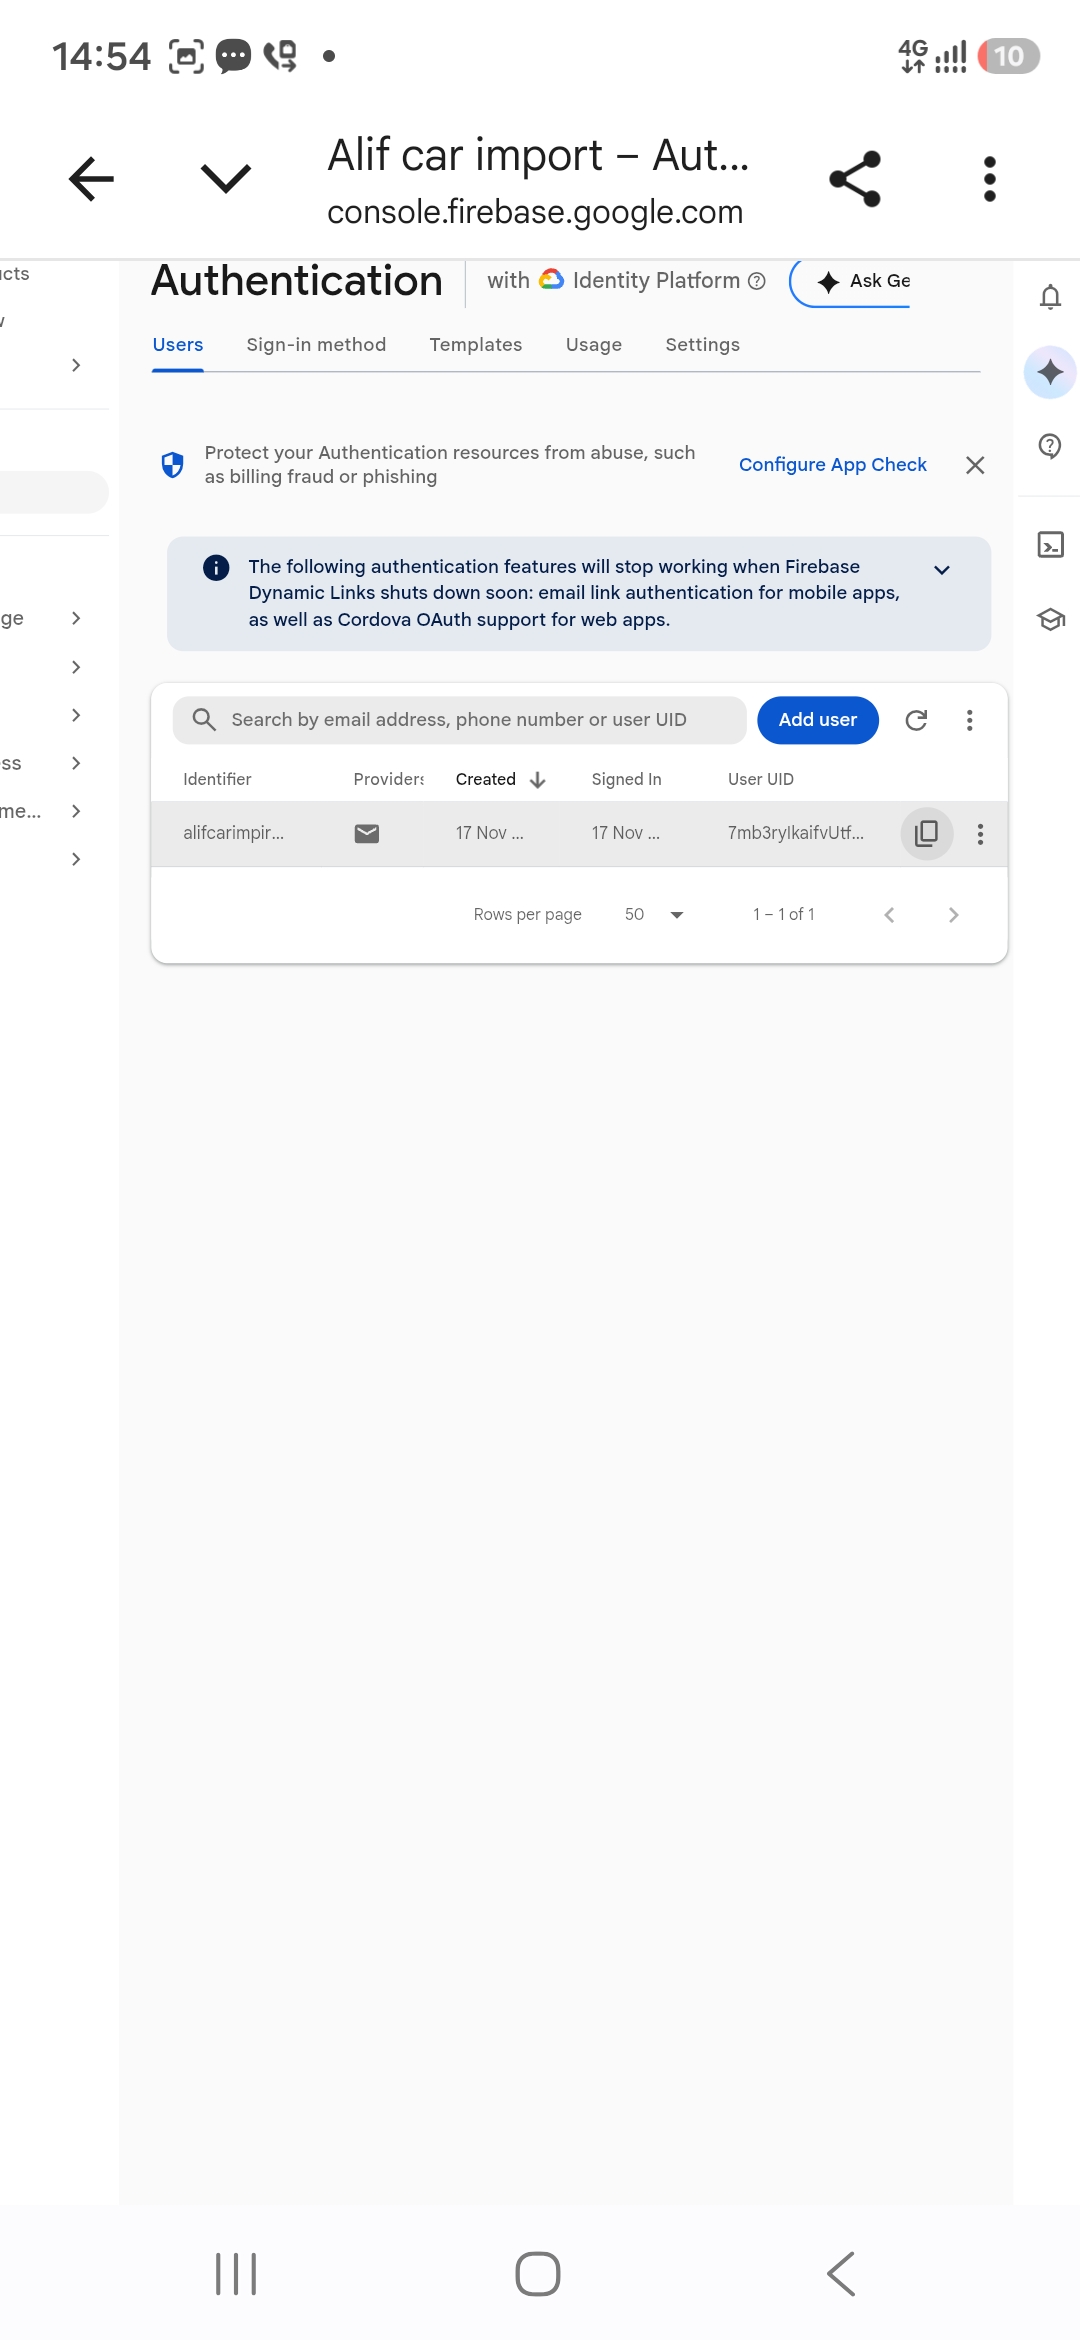 14:54
4G
10
Alif car import – Aut...
console.firebase.google.com
Authentication
with Identity Platform
Ask Ge
Users Sign-in method Templates Usage Settings
Protect your Authentication resources from abuse, such
as billing fraud or phishing
Configure App Check
The following authentication features will stop working when Firebase
Dynamic Links shuts down soon: email link authentication for mobile apps,
as well as Cordova OAuth support for web apps.
Search by email address, phone number or user UID
Add user
Identifier Providers Created Signed In User UID
alifcarimpir... 17 Nov ... 17 Nov ... 7mb3rylkaifvUtf...
Rows per page 50 1 – 1 of 1
ucts
ge
ss
me...